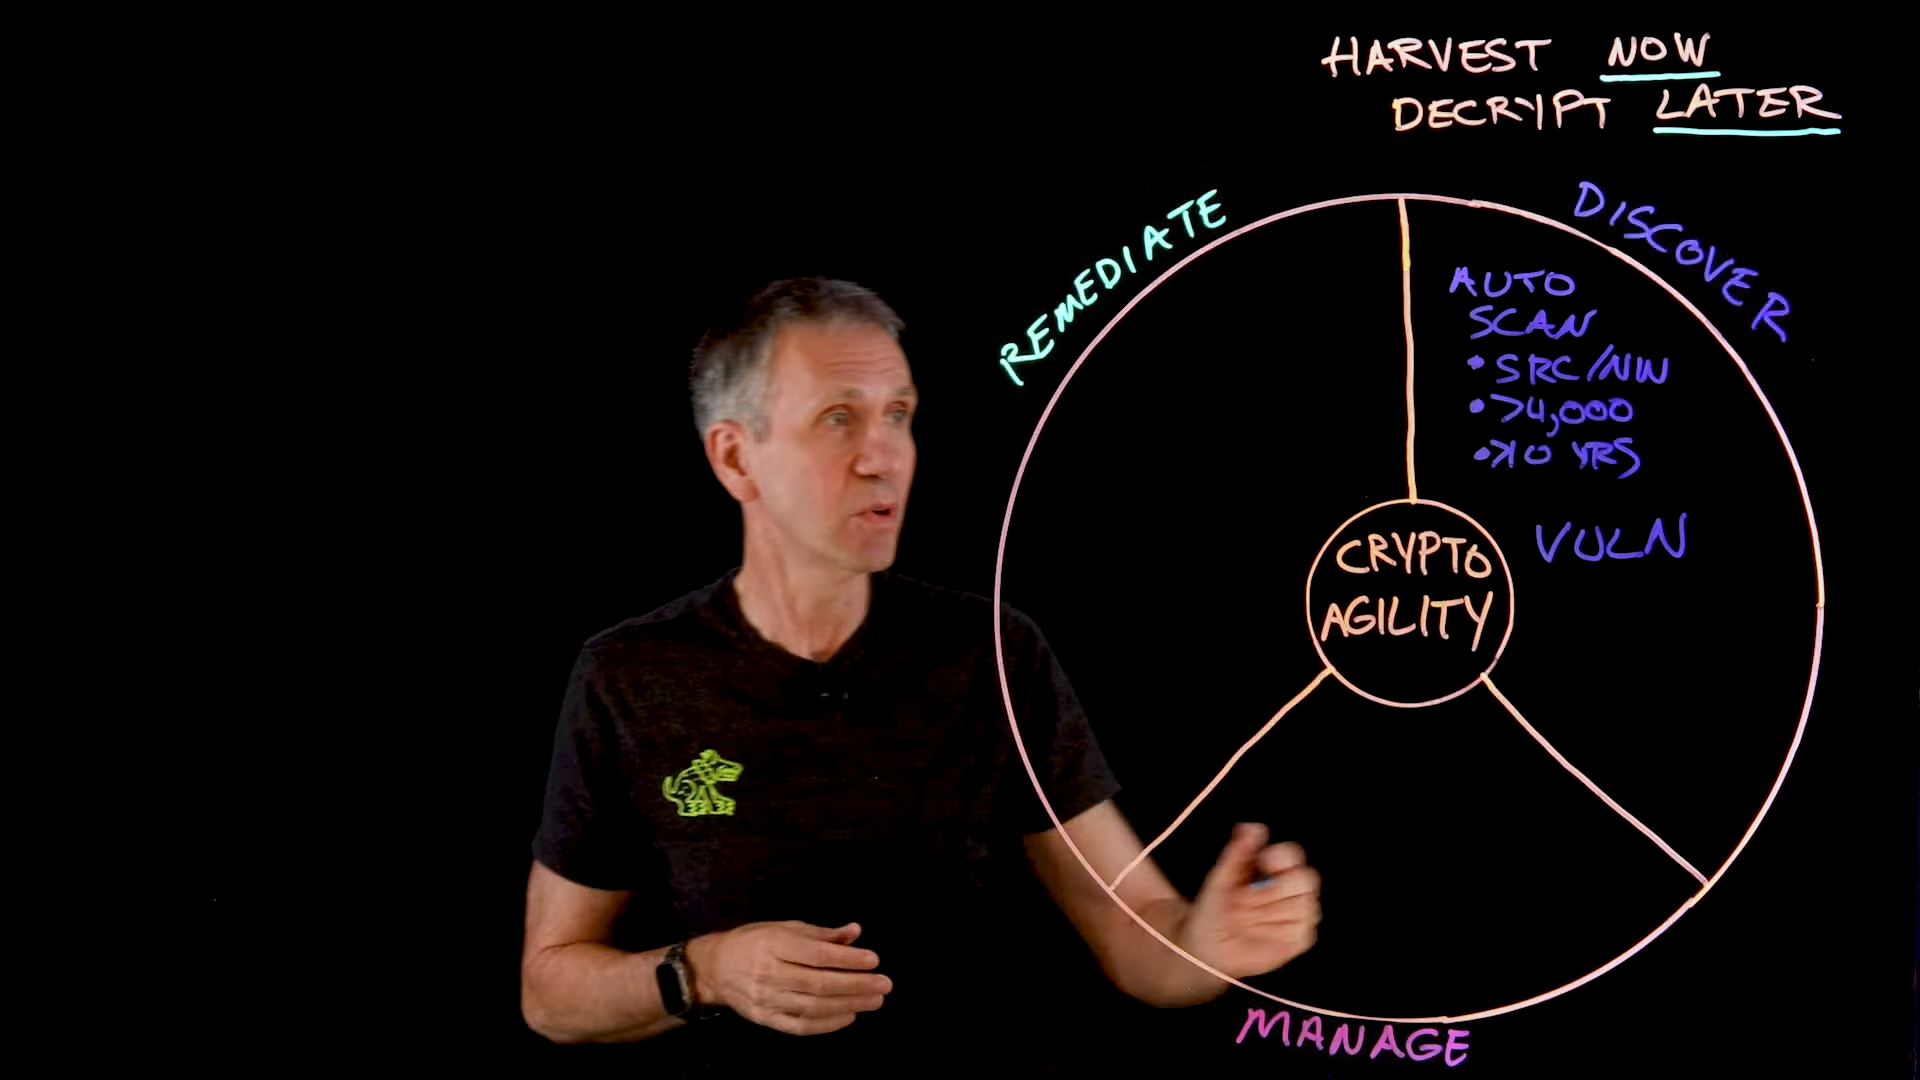 HARVEST NOW
DECRYPT LATER
REMEDIATE
DISCOVER
AUTO
SCAN
• SRC/NW
• >4,000
• >10 YRS
VULN
CRYPTO
AGILITY
MANAGE